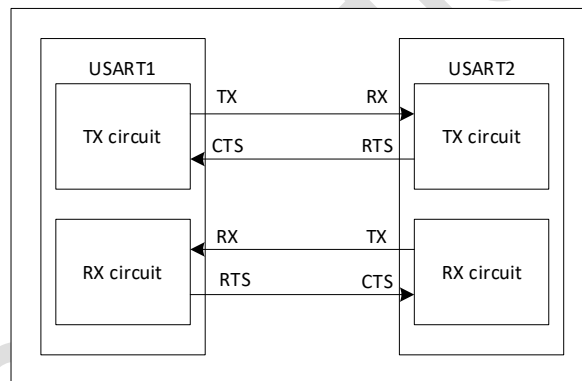 USART1 USART2
TX RX
TX circuit TX circuit
CTS RTS
RX TX
RX circuit RX circuit
RTS CTS